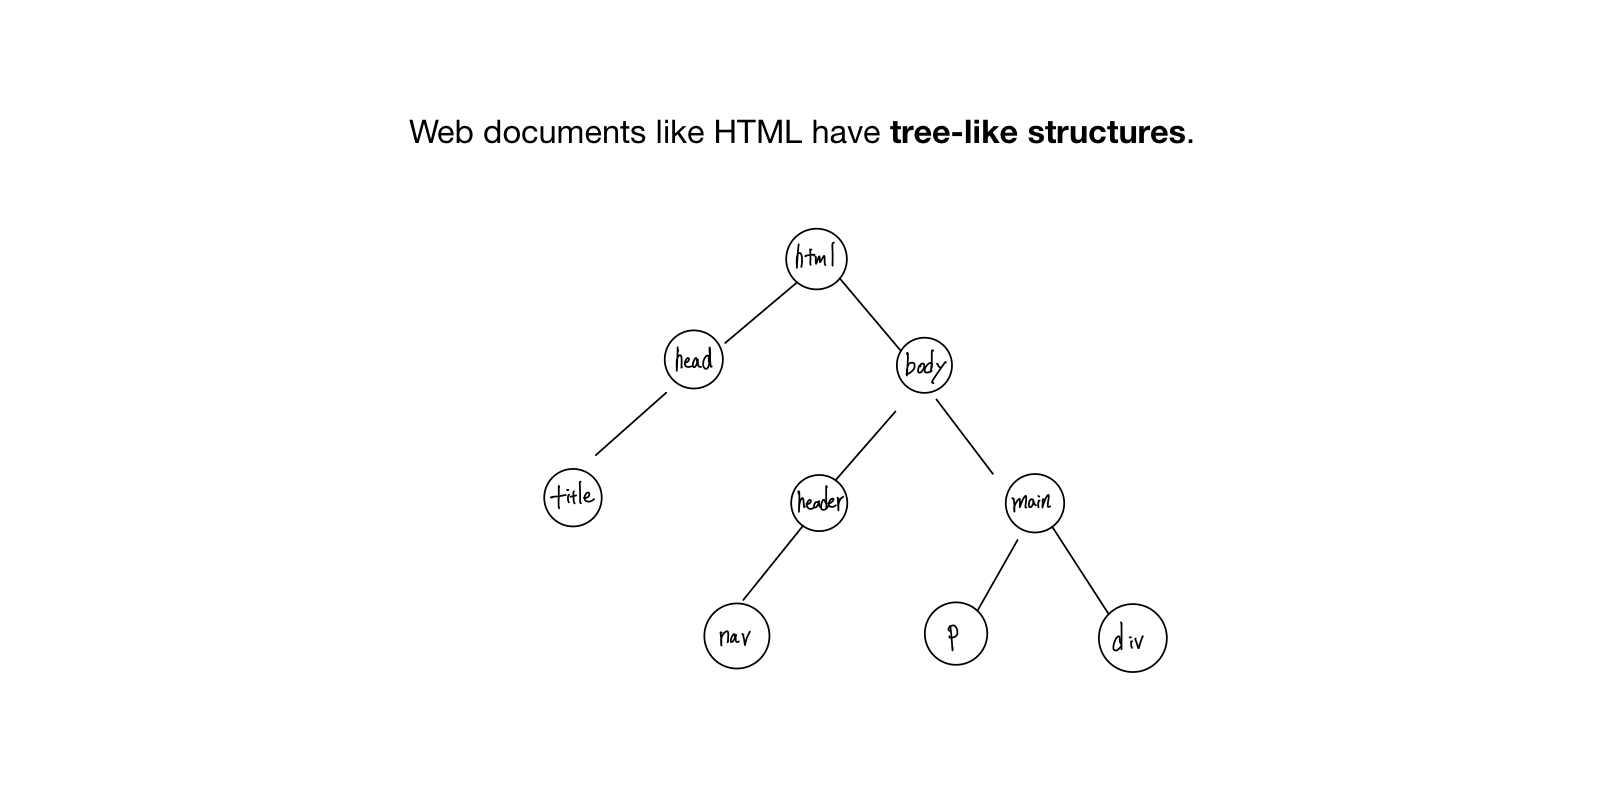 Web documents like HTML have tree-like structures.
html
head
body
title
header
main
nav
p
div